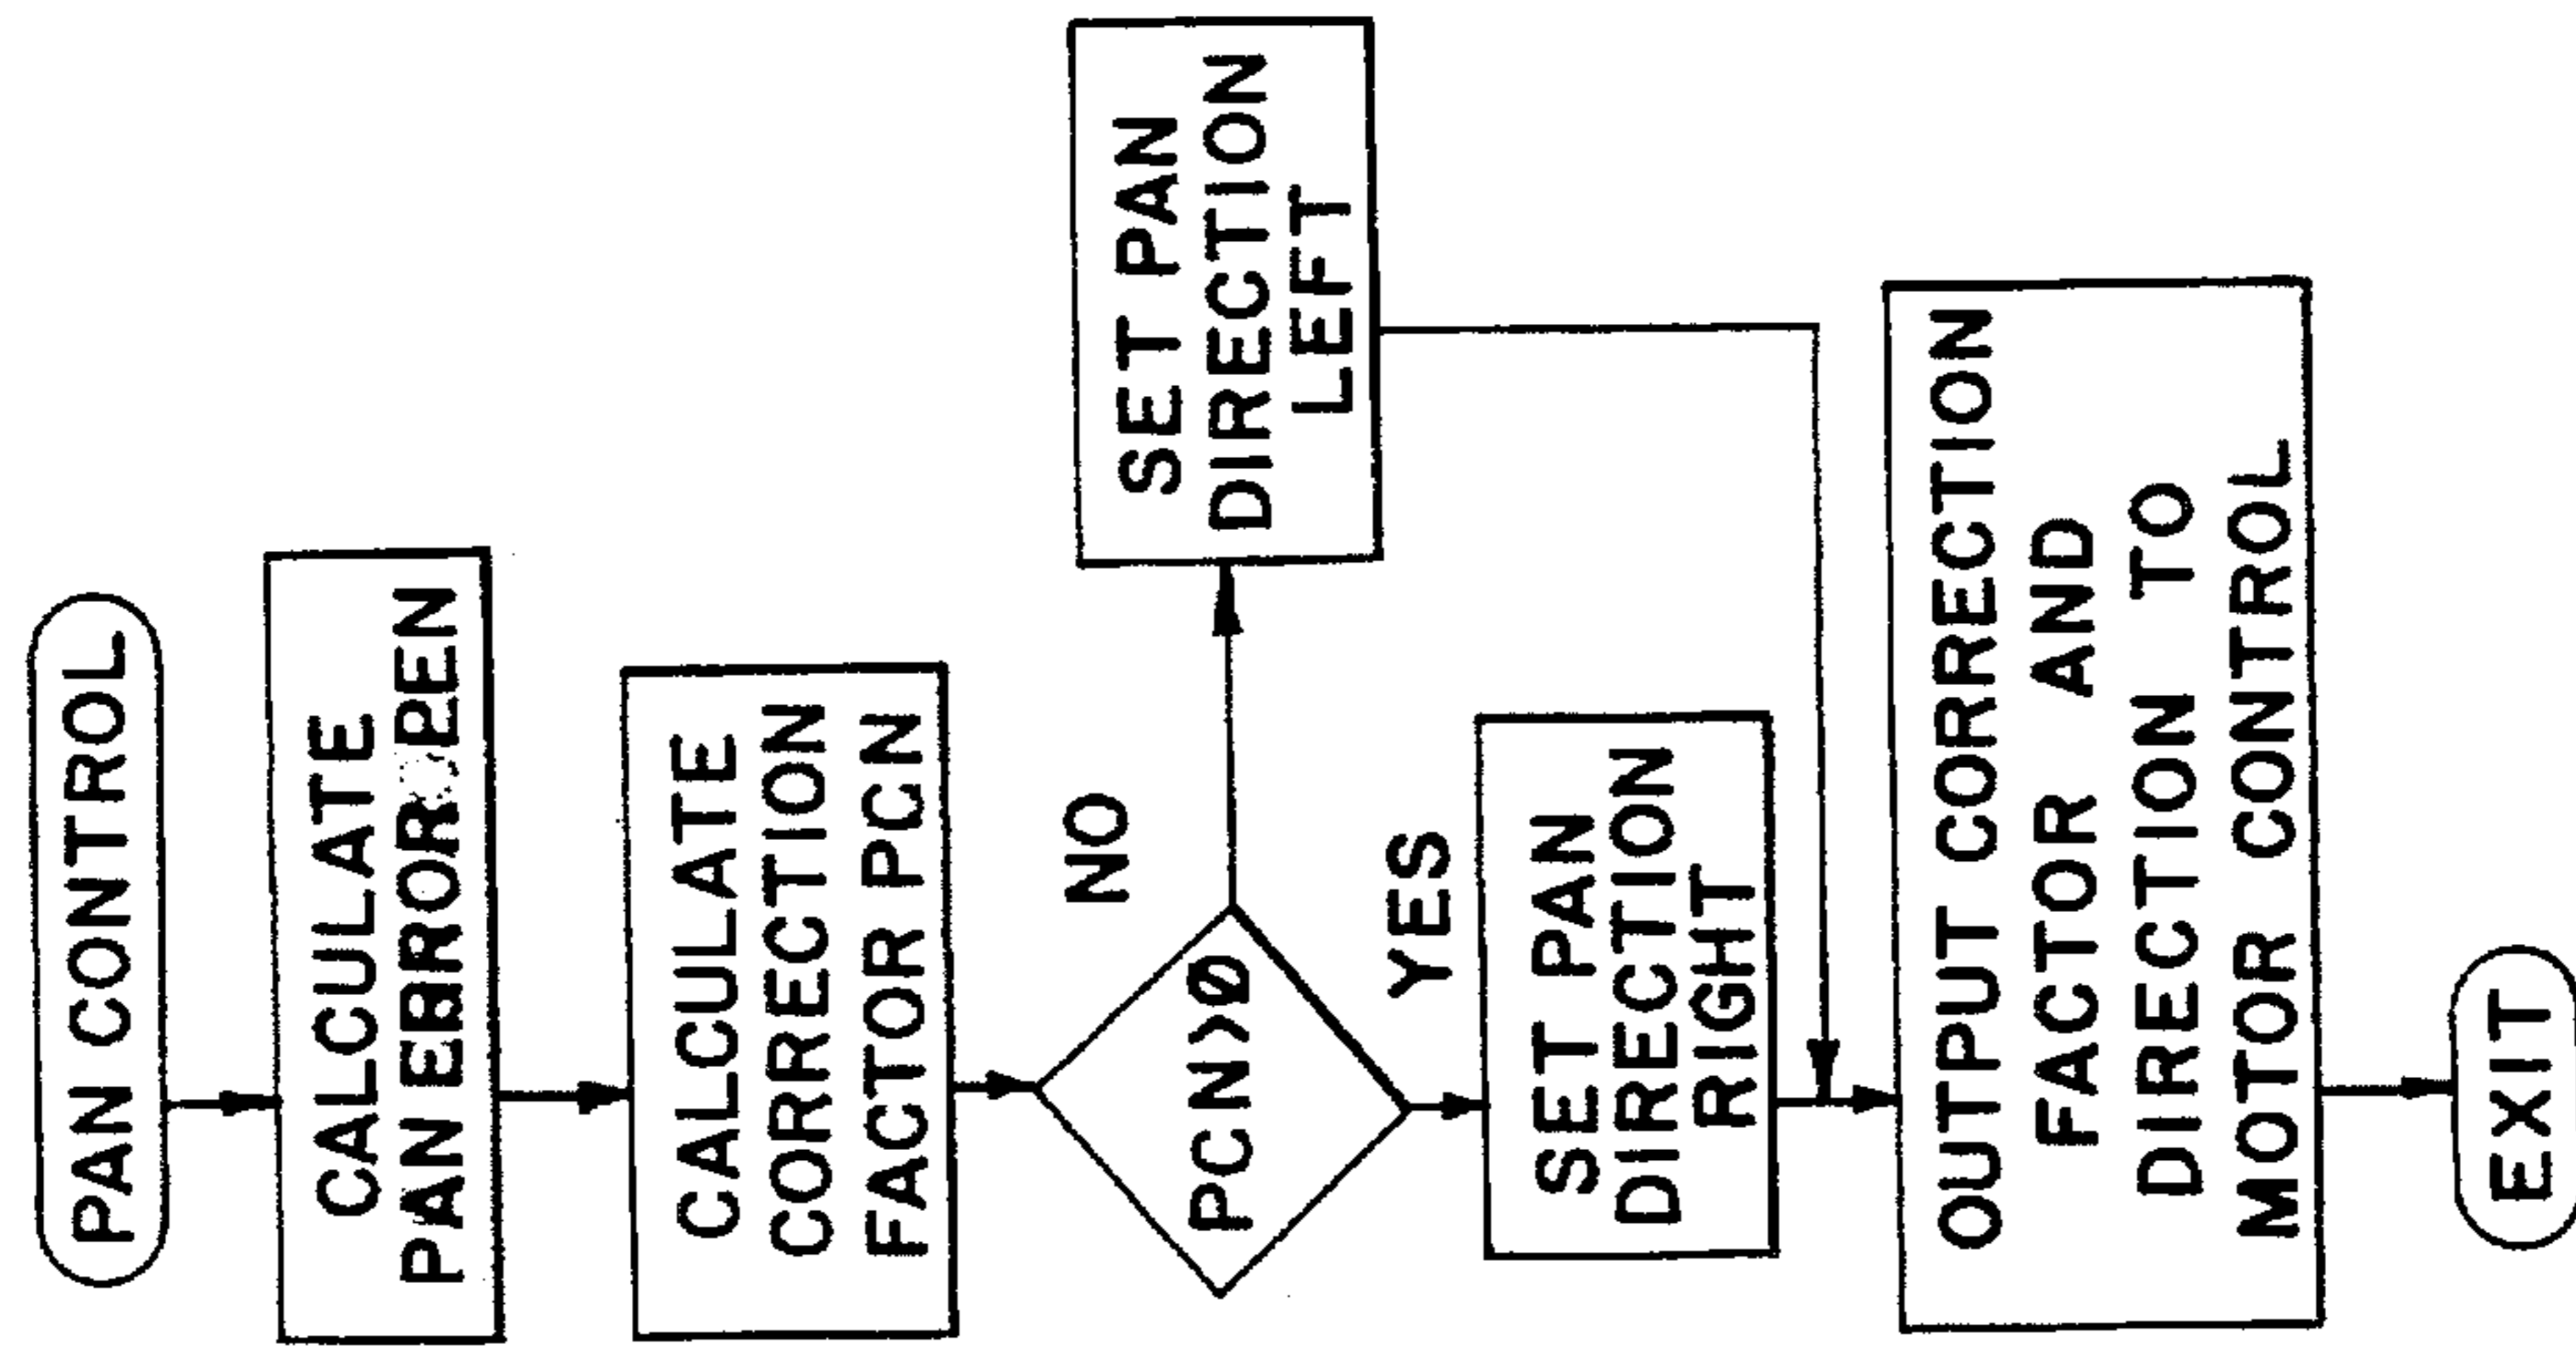 PAN CONTROL
CALCULATE
PAN ERROR PEN
CALCULATE
CORRECTION
FACTOR PCN
PCN>0
NO
SET PAN
DIRECTION
LEFT
YES
SET PAN
DIRECTION
RIGHT
OUTPUT CORRECTION
FACTOR AND
DIRECTION TO
MOTOR CONTROL
EXIT